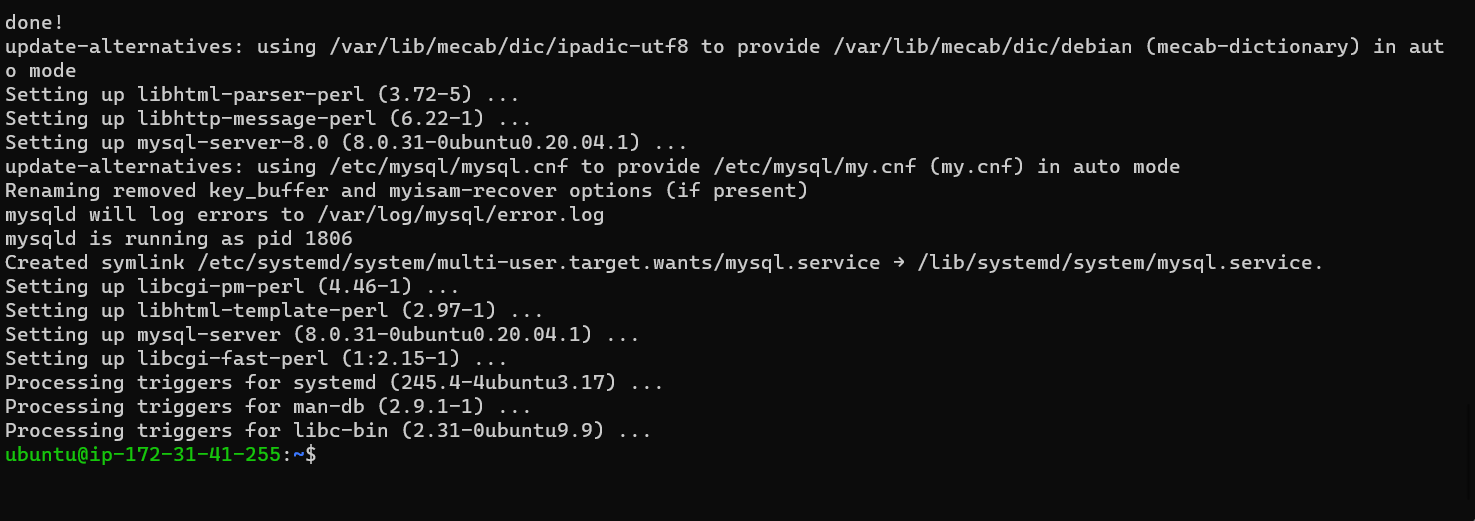 done!
update-alternatives: using /var/lib/mecab/dic/ipadic-utf8 to provide /var/lib/mecab/dic/debian (mecab-dictionary) in aut
o mode
Setting up libhtml-parser-perl (3.72-5) ...
Setting up libhttp-message-perl (6.22-1) ...
Setting up mysql-server-8.0 (8.0.31-0ubuntu0.20.04.1) ...
update-alternatives: using /etc/mysql/mysql.cnf to provide /etc/mysql/my.cnf (my.cnf) in auto mode
Renaming removed key_buffer and myisam-recover options (if present)
mysqld will log errors to /var/log/mysql/error.log
mysqld is running as pid 1806
Created symlink /etc/systemd/system/multi-user.target.wants/mysql.service → /lib/systemd/system/mysql.service.
Setting up libcgi-pm-perl (4.46-1) ...
Setting up libhtml-template-perl (2.97-1) ...
Setting up mysql-server (8.0.31-0ubuntu0.20.04.1) ...
Setting up libcgi-fast-perl (1:2.15-1) ...
Processing triggers for systemd (245.4-4ubuntu3.17) ...
Processing triggers for man-db (2.9.1-1) ...
Processing triggers for libc-bin (2.31-0ubuntu9.9) ...
ubuntu@ip-172-31-41-255:~$